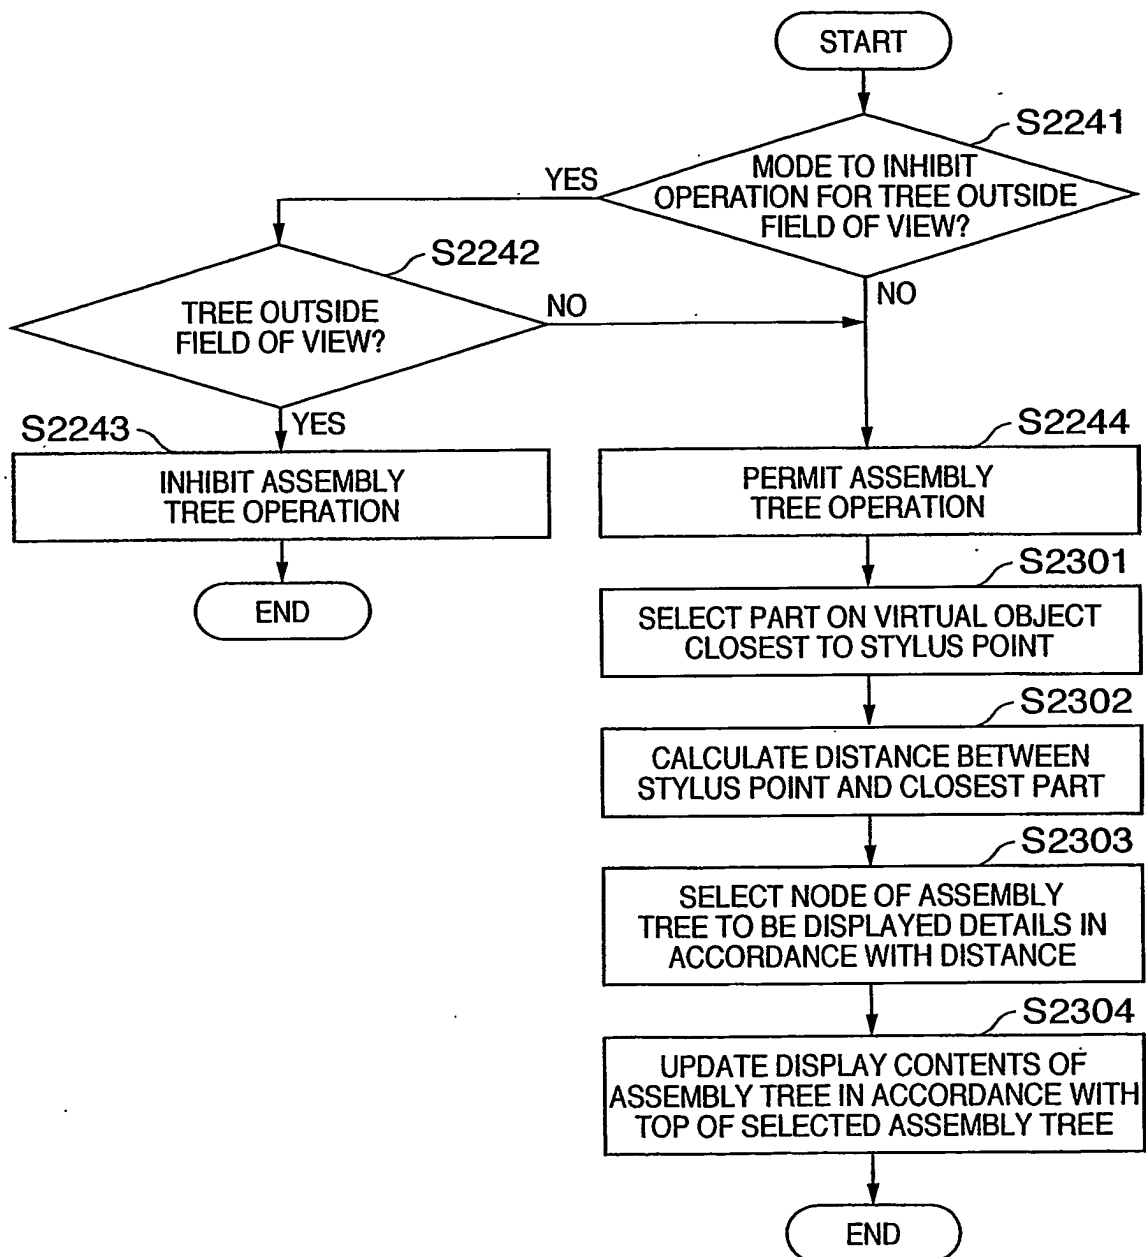 START
S2241
MODE TO INHIBIT
OPERATION FOR TREE OUTSIDE
FIELD OF VIEW?
YES
NO
S2242
TREE OUTSIDE
FIELD OF VIEW?
NO
YES
S2243
INHIBIT ASSEMBLY
TREE OPERATION
END
S2244
PERMIT ASSEMBLY
TREE OPERATION
S2301
SELECT PART ON VIRTUAL OBJECT
CLOSEST TO STYLUS POINT
S2302
CALCULATE DISTANCE BETWEEN
STYLUS POINT AND CLOSEST PART
S2303
SELECT NODE OF ASSEMBLY
TREE TO BE DISPLAYED DETAILS IN
ACCORDANCE WITH DISTANCE
S2304
UPDATE DISPLAY CONTENTS OF
ASSEMBLY TREE IN ACCORDANCE WITH
TOP OF SELECTED ASSEMBLY TREE
END